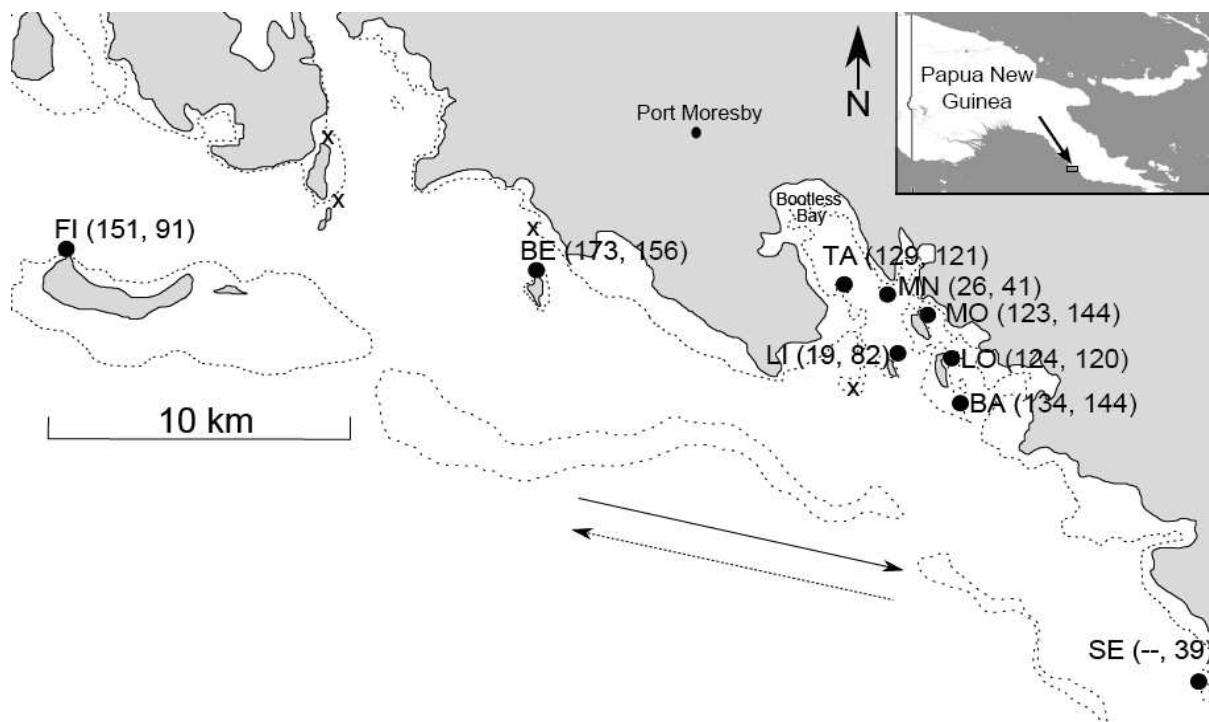 Papua New
Guinea
N
Port Moresby
x
x
Bootless
Bay
x
FI (151, 91)
BE (173, 156)
TA (129, 121)
MN (26, 41)
MO (123, 144)
LI (19, 82)
LO (124, 120)
x
BA (134, 144)
10 km
SE (--, 39)